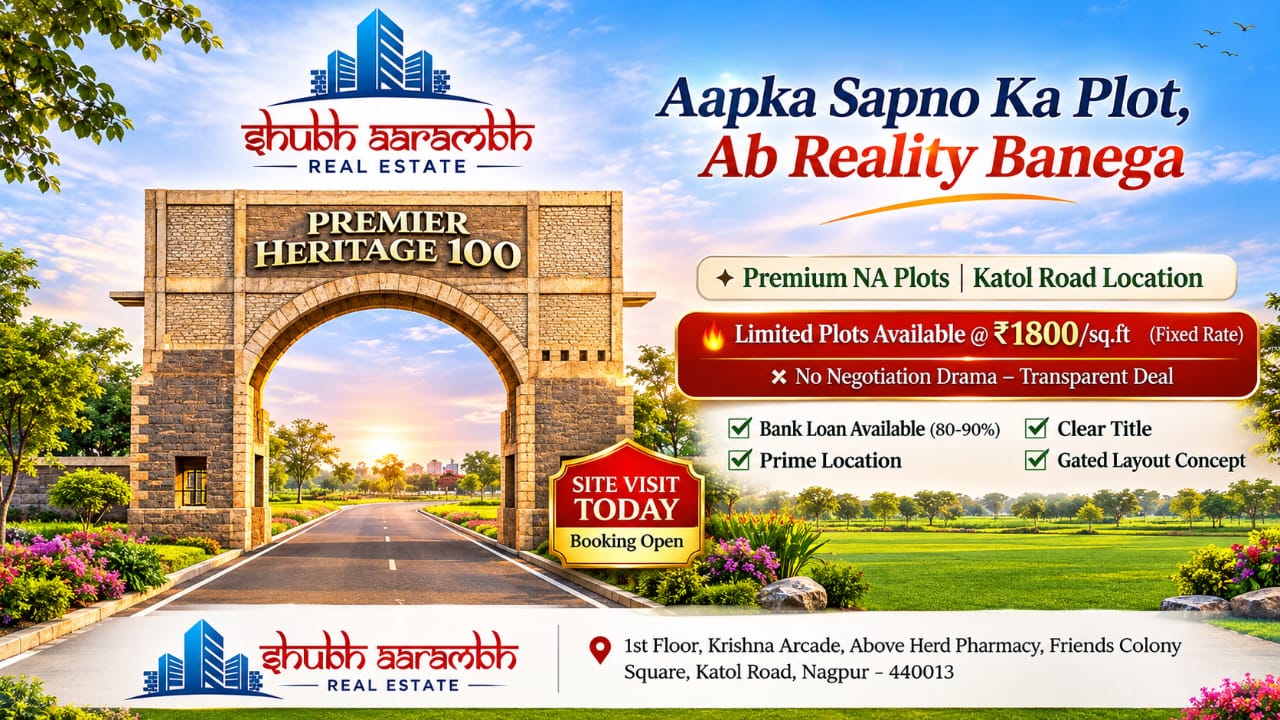 shubh aarambh
REAL ESTATE
PREMIER
HERITAGE 100
Aapka Sapno Ka Plot,
Ab Reality Banega
Premium NA Plots | Katol Road Location
Limited Plots Available @ ₹1800/sq.ft (Fixed Rate)
No Negotiation Drama – Transparent Deal
Bank Loan Available (80-90%)
Clear Title
Prime Location
Gated Layout Concept
SITE VISIT
TODAY
Booking Open
shubh aarambh
REAL ESTATE
1st Floor, Krishna Arcade, Above Herd Pharmacy, Friends Colony
Square, Katol Road, Nagpur - 440013